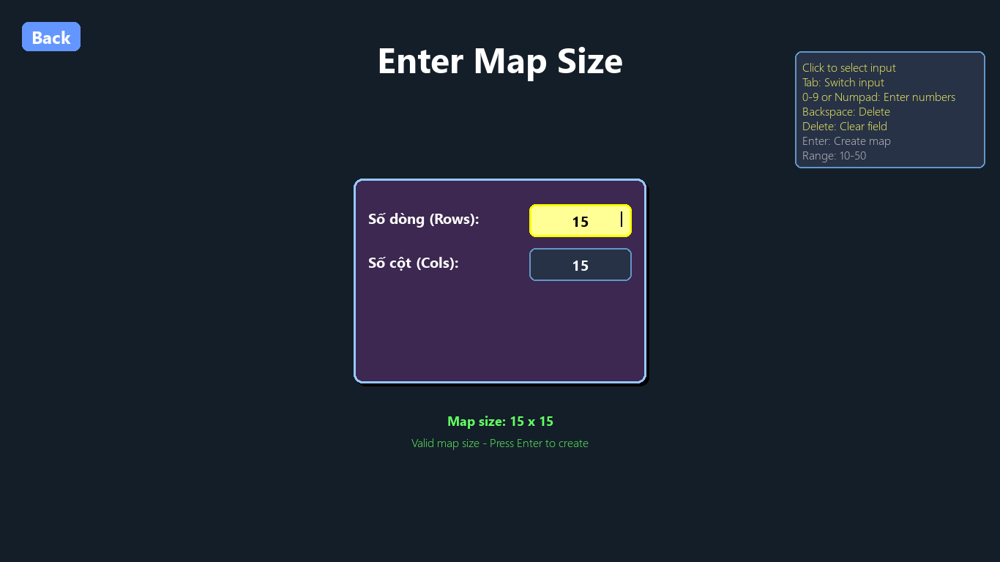 Back
Enter Map Size
Click to select input
Tab: Switch input
0-9 or Numpad: Enter numbers
Backspace: Delete
Delete: Clear field
Enter: Create map
Range: 10-50
Số dòng (Rows): 15
Số cột (Cols): 15
Map size: 15 x 15
Valid map size - Press Enter to create